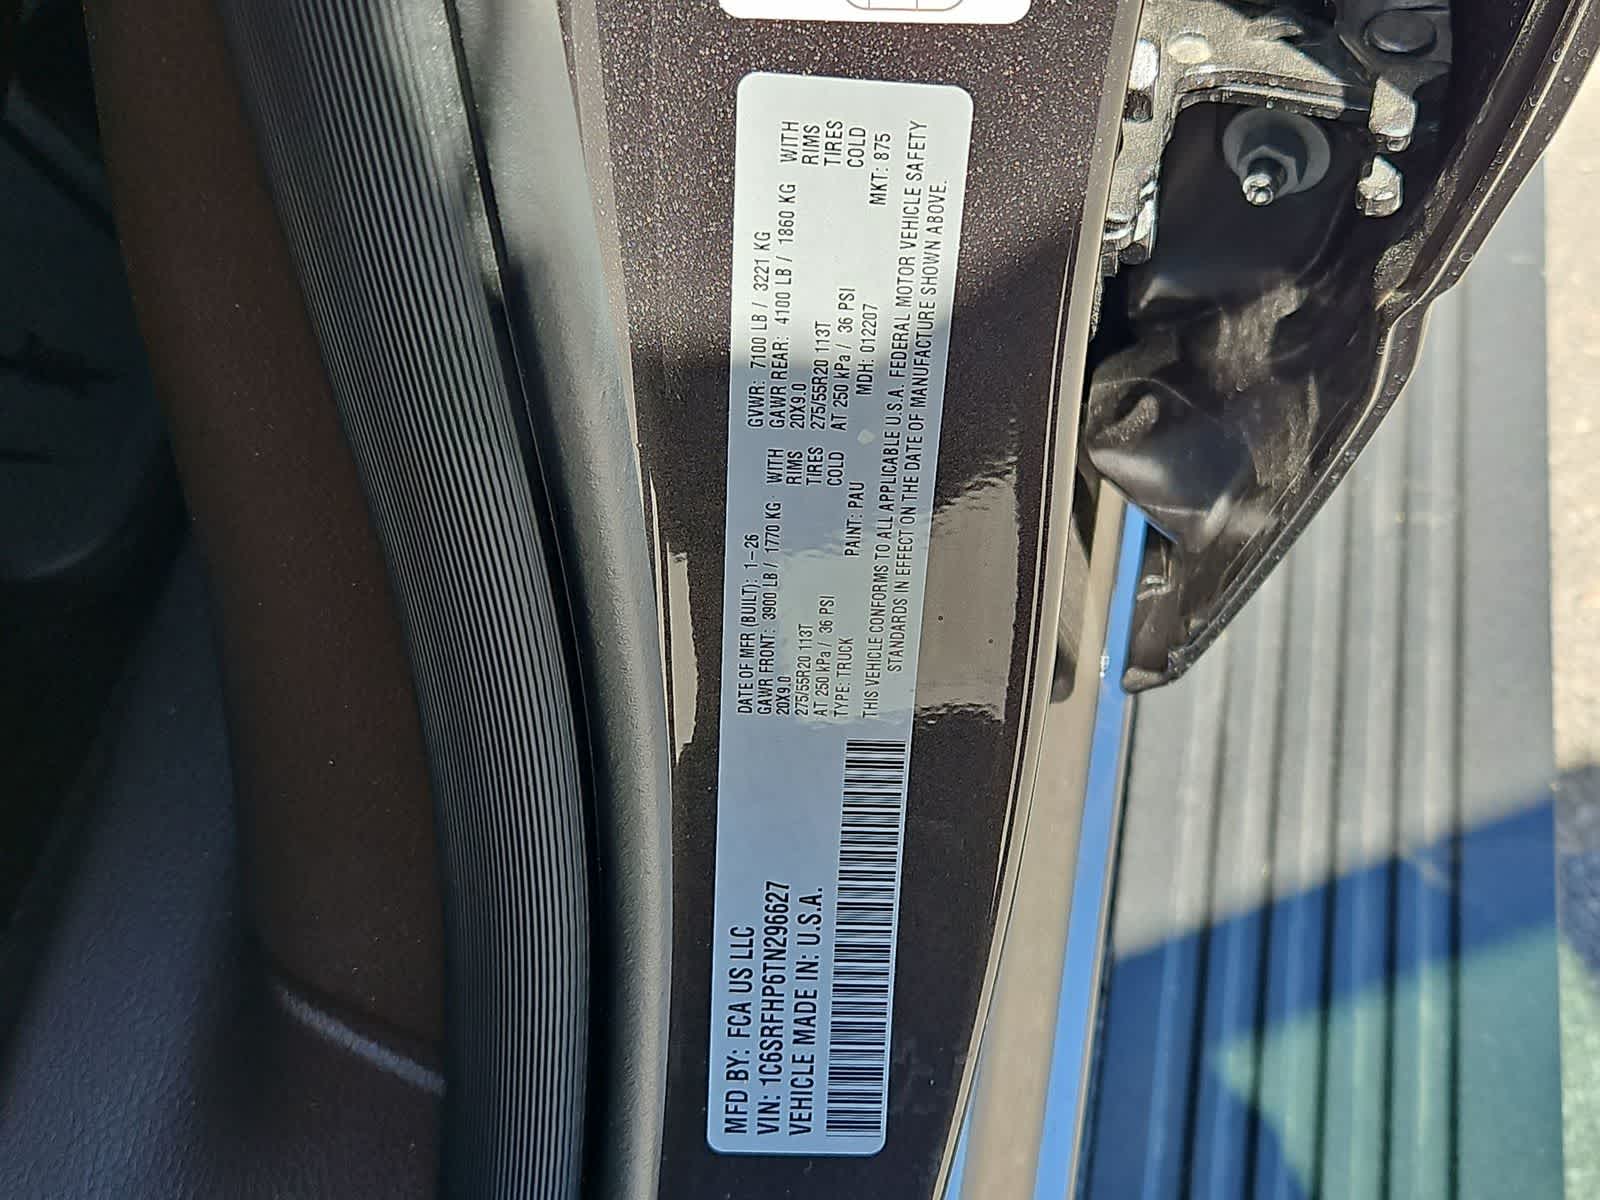 MFD BY: FCA US LLC
VIN: 1C6SRFHP6TN296627
VEHICLE MADE IN: U.S.A.
DATE OF MFR (BUILT): 1-26 GVWR: 7100 LB / 3221 KG
GAWR FRONT: 3900 LB / 1770 KG WITH GAWR REAR: 4100 LB / 1860 KG WITH
20X9.0 RIMS 20X9.0 RIMS
275/55R20 113T TIRES 275/55R20 113T TIRES
AT 250 kPa / 36 PSI COLD AT 250 kPa / 36 PSI COLD
TYPE: TRUCK PAINT: PAU MDH: 012207 MKT: 875
THIS VEHICLE CONFORMS TO ALL APPLICABLE U.S.A. FEDERAL MOTOR VEHICLE SAFETY
STANDARDS IN EFFECT ON THE DATE OF MANUFACTURE SHOWN ABOVE.